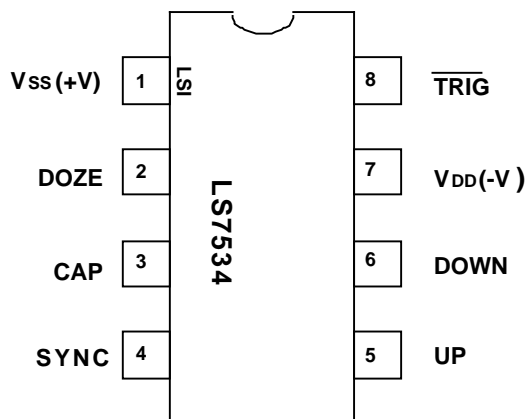 VSS(+V) 1 LSI 8 TRIG
DOZE 2 7 VDD(-V)
LS7534
CAP 3 6 DOWN
SYNC 4 5 UP